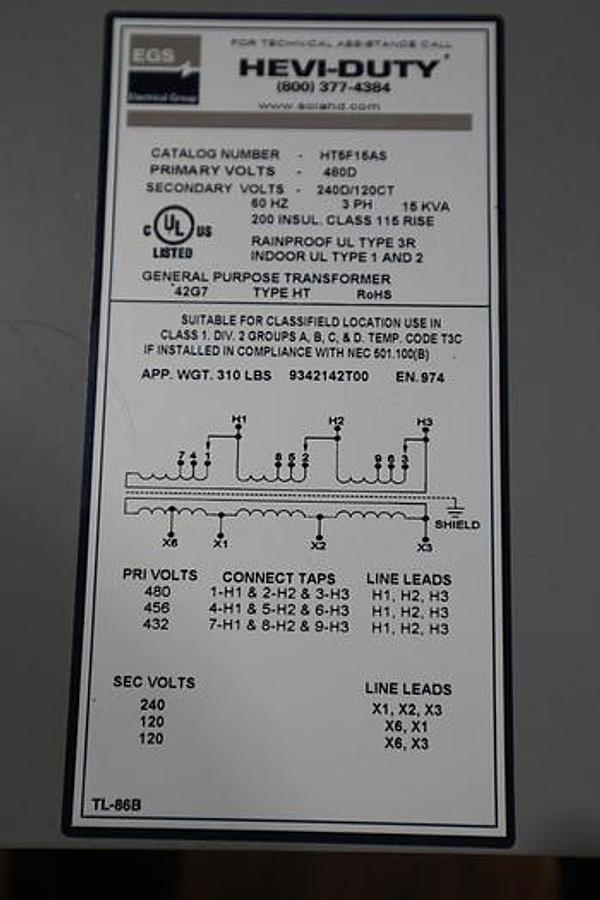 FOR TECHNICAL ASSISTANCE CALL
EGS
Electrical Group
HEVI-DUTY
(800) 377-4384
www.solahd.com
CATALOG NUMBER - HT5F15AS
PRIMARY VOLTS - 480D
SECONDARY VOLTS - 240D/120CT
60 HZ 3 PH 15 KVA
200 INSUL. CLASS 115 RISE
C UL US
LISTED
RAINPROOF UL TYPE 3R
INDOOR UL TYPE 1 AND 2
GENERAL PURPOSE TRANSFORMER
42G7 TYPE HT RoHS
SUITABLE FOR CLASSIFIELD LOCATION USE IN
CLASS 1, DIV. 2 GROUPS A, B, C, & D. TEMP. CODE T3C
IF INSTALLED IN COMPLIANCE WITH NEC 501.100(B)
APP. WGT. 310 LBS 9342142T00 EN. 974
H1 H2 H3
7 4 1 8 5 2 9 6 3
SHIELD
X6 X1 X2 X3
PRI VOLTS CONNECT TAPS LINE LEADS
480 1-H1 & 2-H2 & 3-H3 H1, H2, H3
456 4-H1 & 5-H2 & 6-H3 H1, H2, H3
432 7-H1 & 8-H2 & 9-H3 H1, H2, H3
SEC VOLTS LINE LEADS
240 X1, X2, X3
120 X6, X1
120 X6, X3
TL-86B